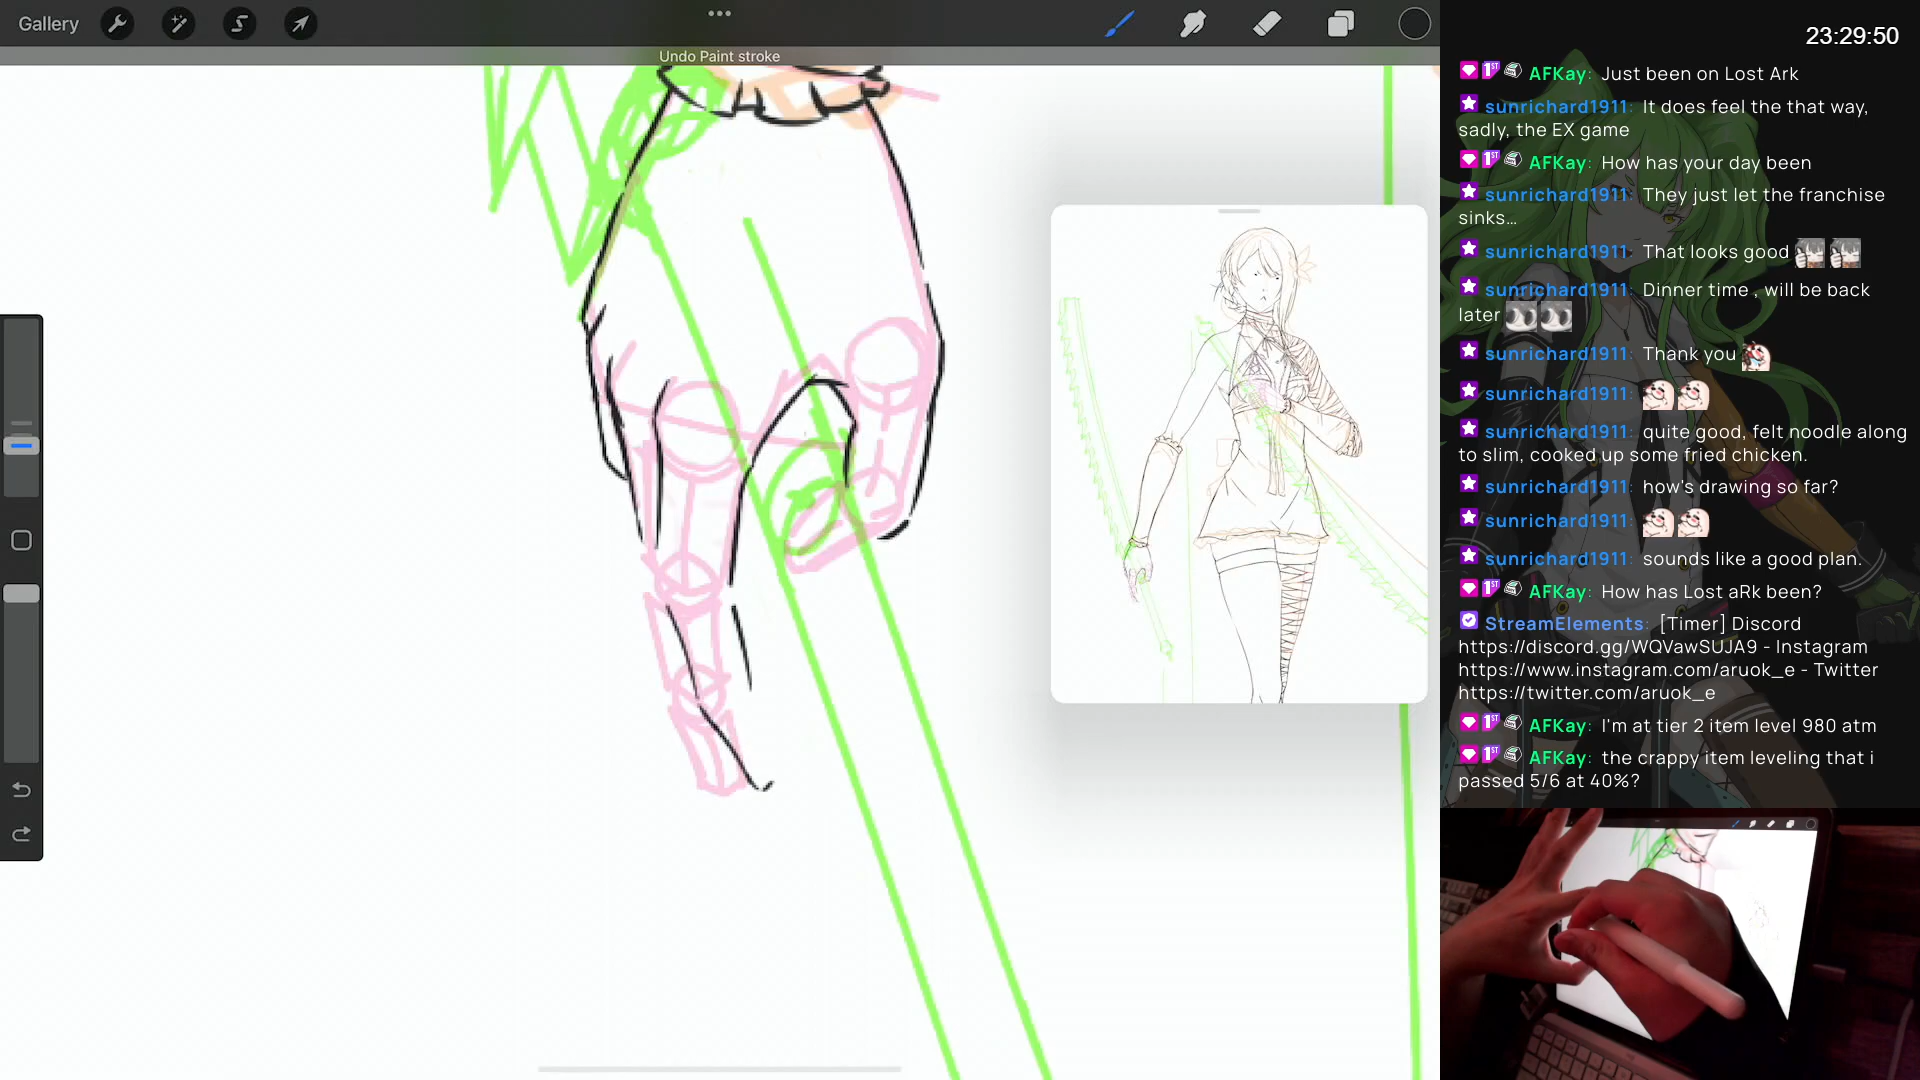 Gallery
Undo Paint stroke
23:29:50
AFKay: Just been on Lost Ark
sunrichard1911: It does feel the that way,
sadly, the EX game
AFKay: How has your day been
sunrichard1911: They just let the franchise
sinks...
sunrichard1911: That looks good
sunrichard1911: Dinner time , will be back
later
sunrichard1911: Thank you
sunrichard1911:
sunrichard1911: quite good, felt noodle along
to slim, cooked up some fried chicken.
sunrichard1911: how's drawing so far?
sunrichard1911:
sunrichard1911: sounds like a good plan.
AFKay: How has Lost aRk been?
StreamElements: [Timer] Discord
https://discord.gg/WQVawSUJA9 - Instagram
https://www.instagram.com/aruok_e - Twitter
https://twitter.com/aruok_e
AFKay: I'm at tier 2 item level 980 atm
AFKay: the crappy item leveling that i
passed 5/6 at 40%?